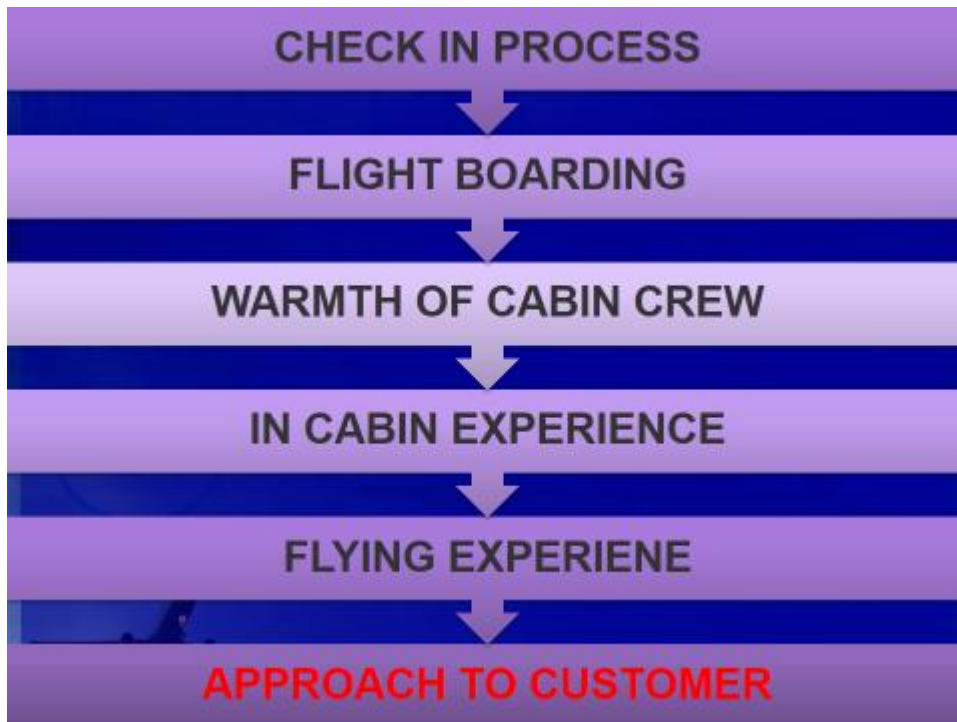 CHECK IN PROCESS
FLIGHT BOARDING
WARMTH OF CABIN CREW
IN CABIN EXPERIENCE
FLYING EXPERIENE
APPROACH TO CUSTOMER